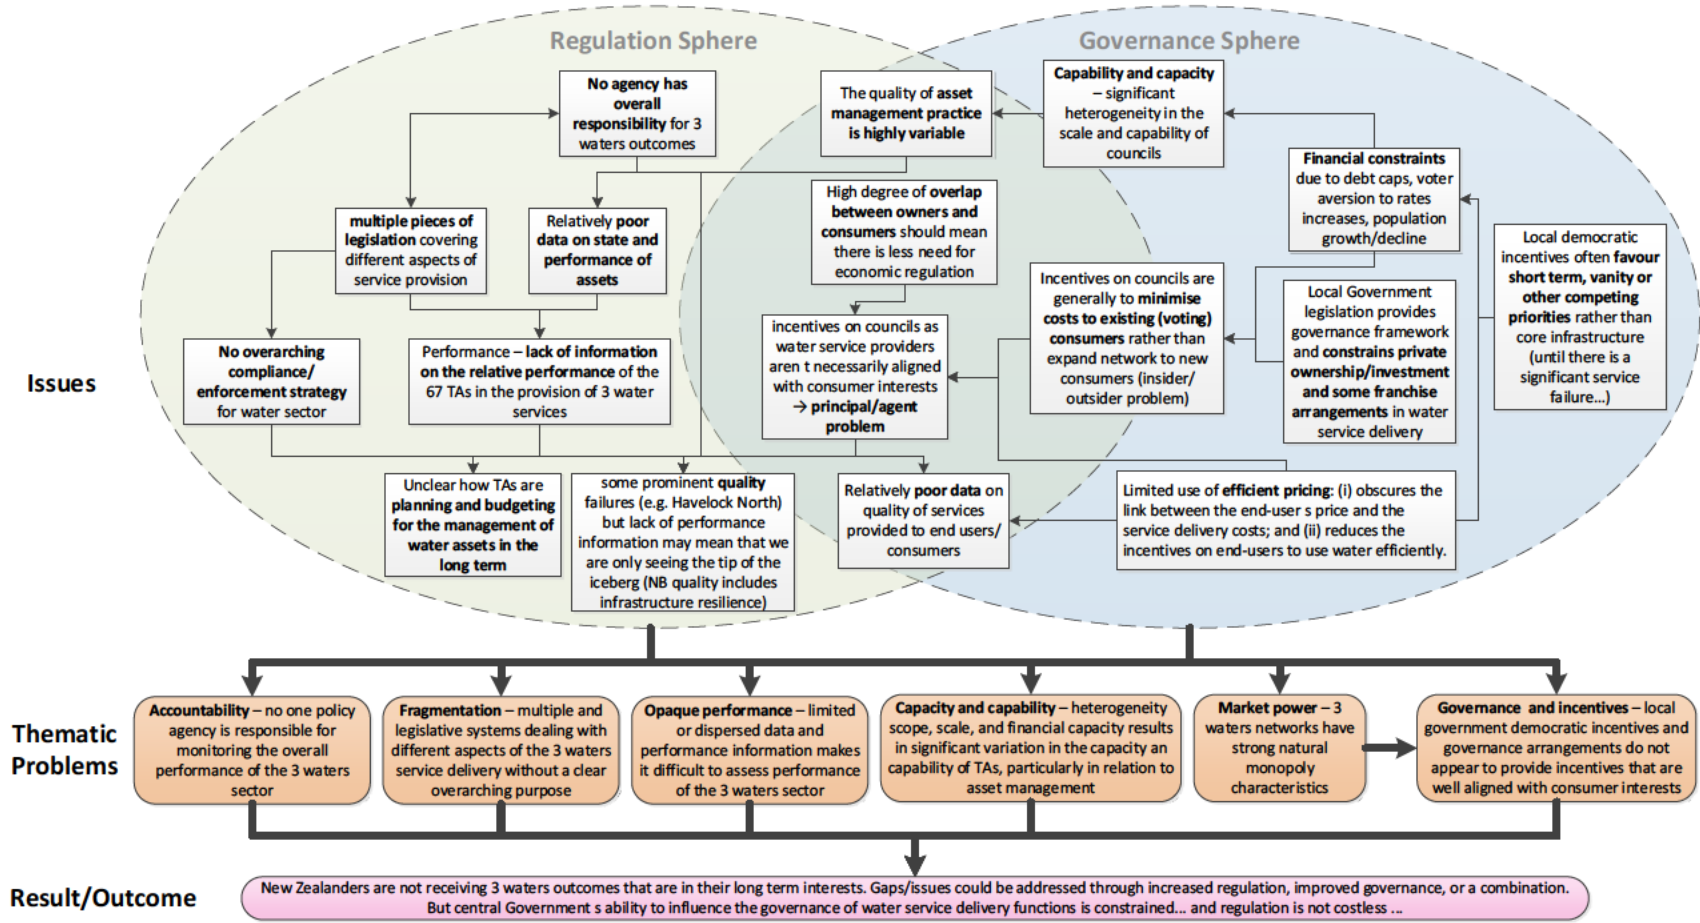 Regulation Sphere
Governance Sphere
No agency has
overall
responsibility for 3
waters outcomes
The quality of asset
management practice
is highly variable
Capability and capacity
– significant
heterogeneity in the
scale and capability of
councils
Financial constraints
due to debt caps, voter
aversion to rates
increases, population
growth/decline
multiple pieces of
legislation covering
different aspects of
service provision
Relatively poor
data on state and
performance of
assets
High degree of overlap
between owners and
consumers should mean
there is less need for
economic regulation
Local democratic
incentives often favour
short term, vanity or
other competing
priorities rather than
core infrastructure
(until there is a
significant service
failure...)
Incentives on councils are
generally to minimise
costs to existing (voting)
consumers rather than
expand network to new
consumers (insider/
outsider problem)
Local Government
legislation provides
governance framework
and constrains private
ownership/investment
and some franchise
arrangements in water
service delivery
Issues
No overarching
compliance/
enforcement strategy
for water sector
Performance – lack of information
on the relative performance of the
67 TAs in the provision of 3 water
services
incentives on councils as
water service providers
aren t necessarily aligned
with consumer interests
→ principal/agent
problem
Unclear how TAs are
planning and budgeting
for the management of
water assets in the
long term
some prominent quality
failures (e.g. Havelock North)
but lack of performance
information may mean that we
are only seeing the tip of the
iceberg (NB quality includes
infrastructure resilience)
Relatively poor data on
quality of services
provided to end users/
consumers
Limited use of efficient pricing: (i) obscures the
link between the end-user s price and the
service delivery costs; and (ii) reduces the
incentives on end-users to use water efficiently.
Thematic
Problems
Accountability – no one policy
agency is responsible for
monitoring the overall
performance of the 3 waters
sector
Fragmentation – multiple and
legislative systems dealing with
different aspects of the 3 waters
service delivery without a clear
overarching purpose
Opaque performance – limited
or dispersed data and
performance information makes
it difficult to assess performance
of the 3 waters sector
Capacity and capability – heterogeneity
scope, scale, and financial capacity results
in significant variation in the capacity an
capability of TAs, particularly in relation to
asset management
Market power – 3
waters networks have
strong natural
monopoly
characteristics
Governance and incentives – local
government democratic incentives and
governance arrangements do not
appear to provide incentives that are
well aligned with consumer interests
Result/Outcome
New Zealanders are not receiving 3 waters outcomes that are in their long term interests. Gaps/issues could be addressed through increased regulation, improved governance, or a combination.
But central Government s ability to influence the governance of water service delivery functions is constrained... and regulation is not costless ...